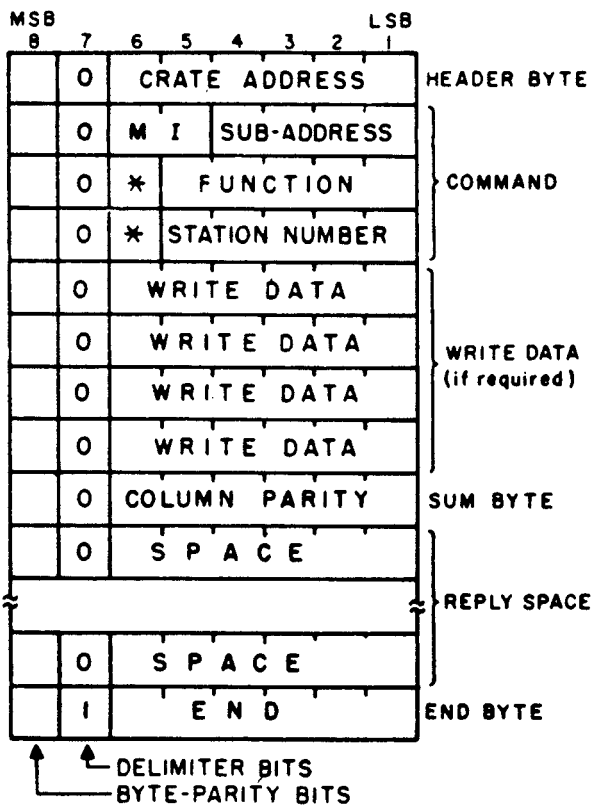 MSB LSB
8 7 6 5 4 3 2 1
0 CRATE ADDRESS HEADER BYTE
0 M I SUB-ADDRESS
0 * FUNCTION COMMAND
0 * STATION NUMBER
0 WRITE DATA
0 WRITE DATA WRITE DATA
0 WRITE DATA (if required)
0 WRITE DATA
0 COLUMN PARITY SUM BYTE
0 SPACE
REPLY SPACE
0 SPACE
1 END END BYTE
DELIMITER BITS
BYTE-PARITY BITS